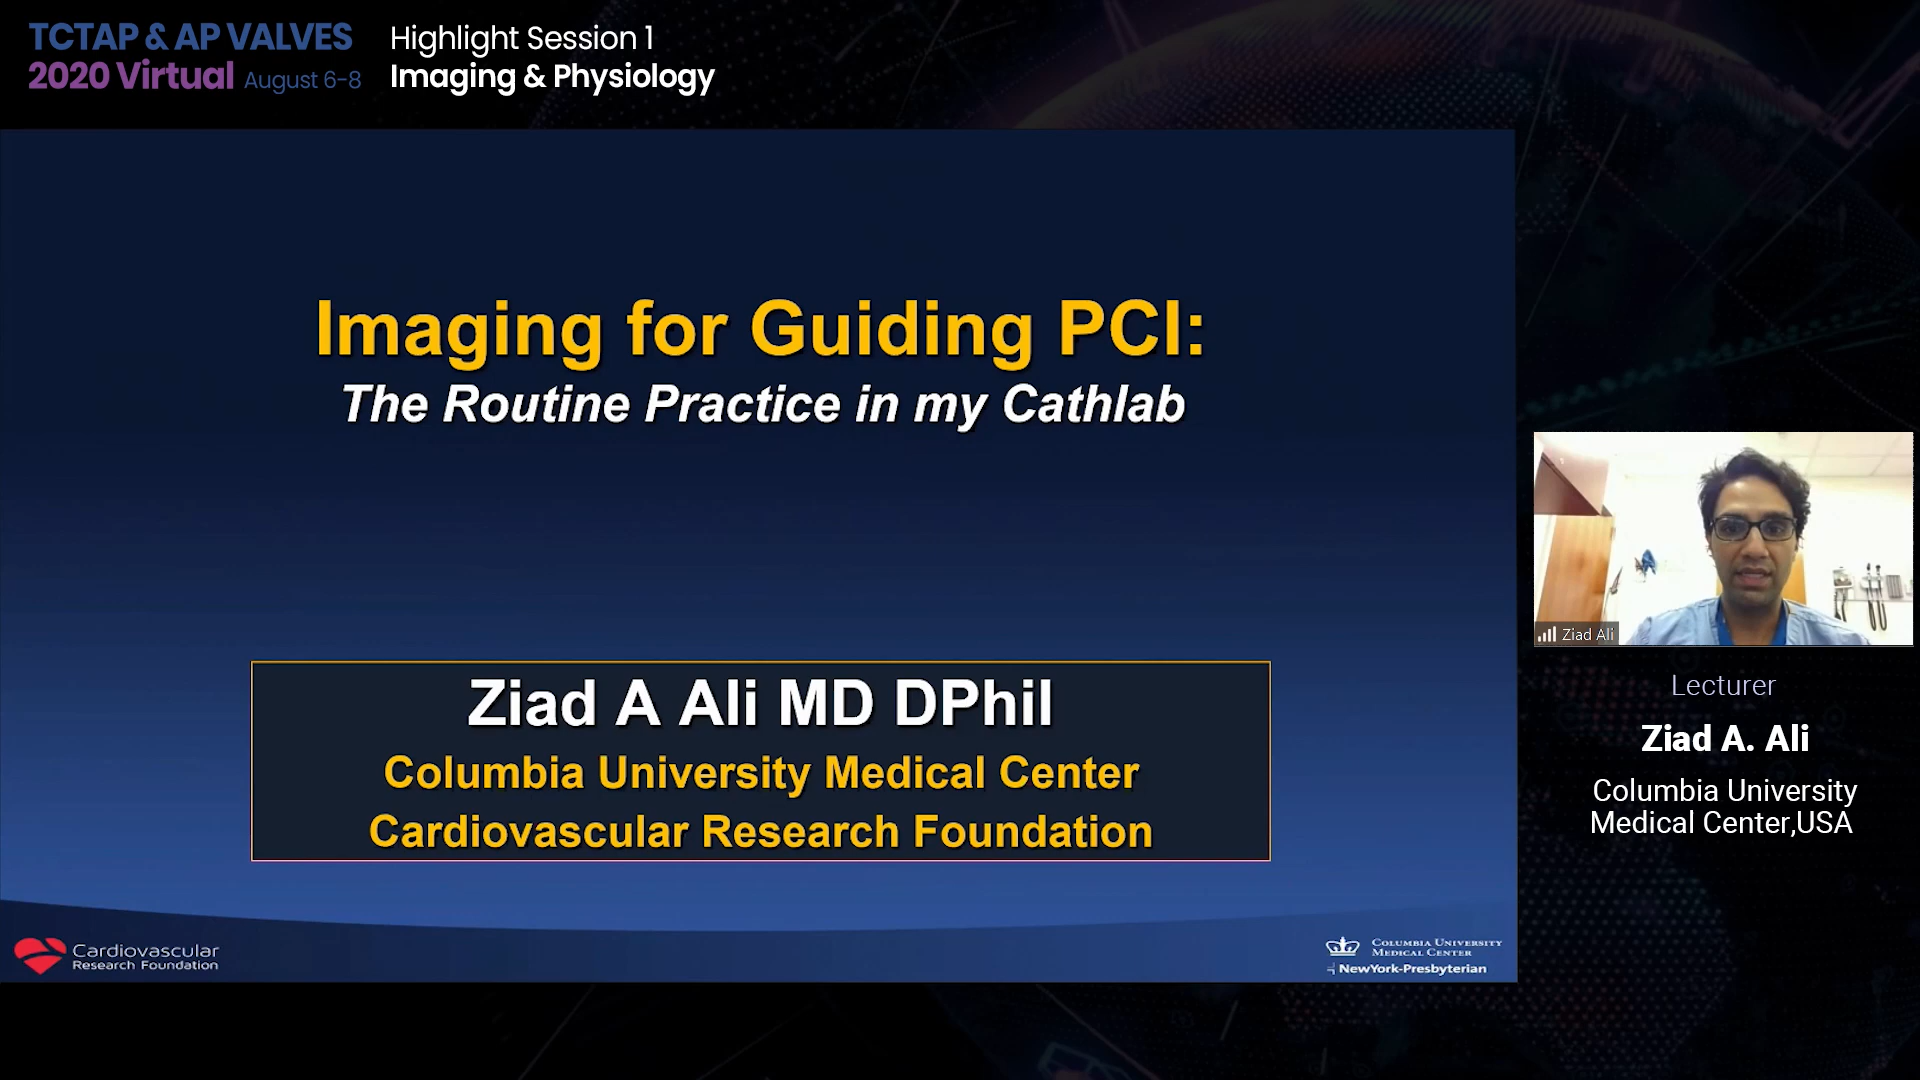 TCTAP & AP VALVES
2020 Virtual August 6-8
Highlight Session 1
Imaging & Physiology
Imaging for Guiding PCI:
The Routine Practice in my Cathlab
Ziad A Ali MD DPhil
Columbia University Medical Center
Cardiovascular Research Foundation
Cardiovascular
Research Foundation
COLUMBIA UNIVERSITY
MEDICAL CENTER
NewYork-Presbyterian
Ziad Ali
Lecturer
Ziad A. Ali
Columbia University
Medical Center,USA